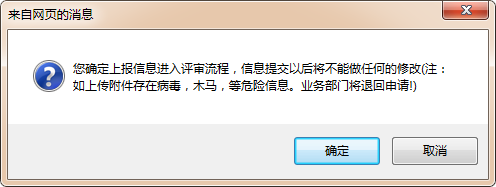 来自网页的消息
您确定上报信息进入评审流程，信息提交以后将不能做任何的修改(注：
如上传附件存在病毒，木马，等危险信息。业务部门将退回申请!)
确定
取消